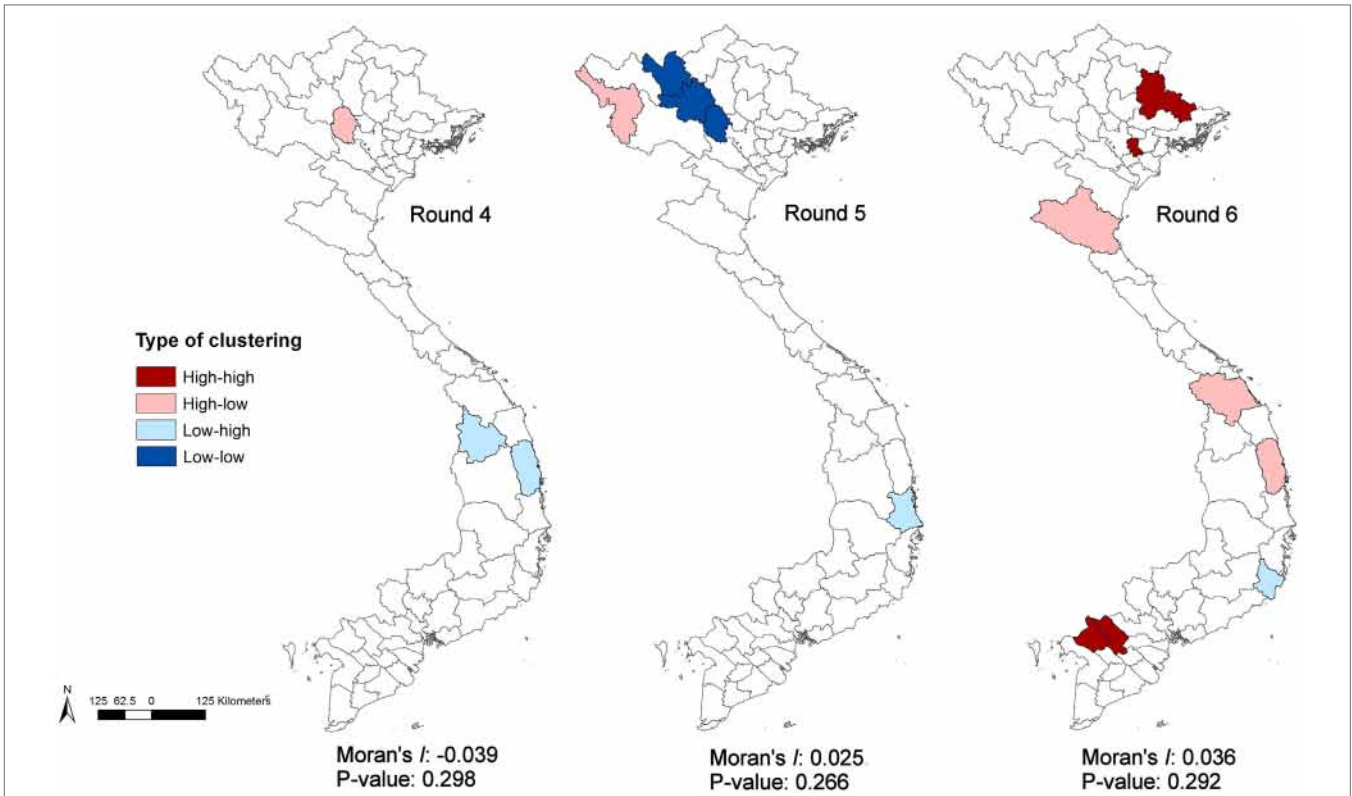 Round 4
Round 5
Round 6
Type of clustering
High-high
High-low
Low-high
Low-low
N
125 62.5 0 125 Kilometers
Moran's I: -0.039
P-value: 0.298
Moran's I: 0.025
P-value: 0.266
Moran's I: 0.036
P-value: 0.292